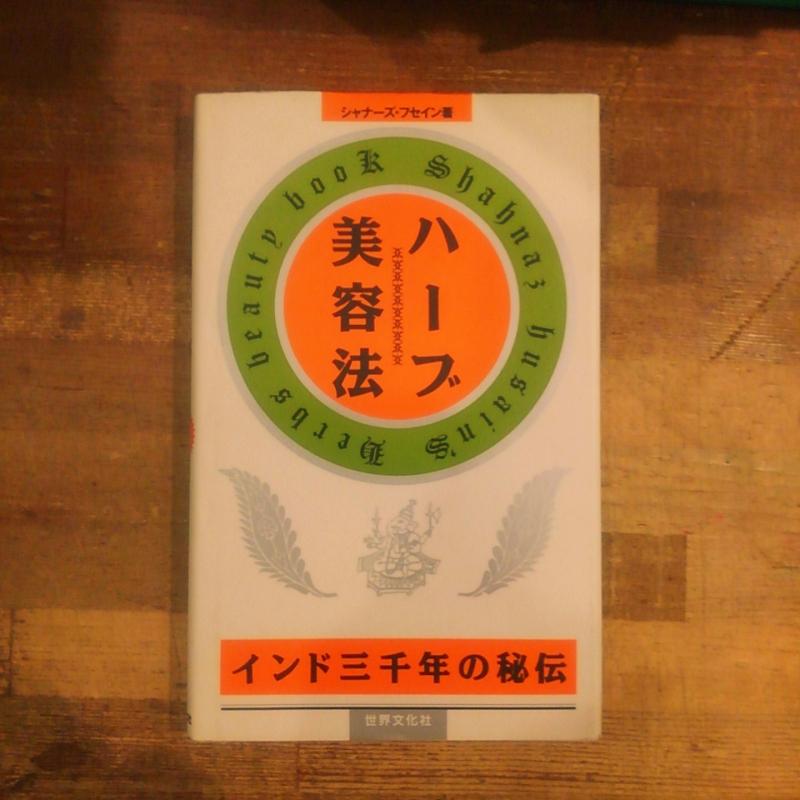 シャナーズ・フセイン著
Shahnaz husain's Herbs beauty book
ハーブ
美容法
インド三千年の秘伝
世界文化社